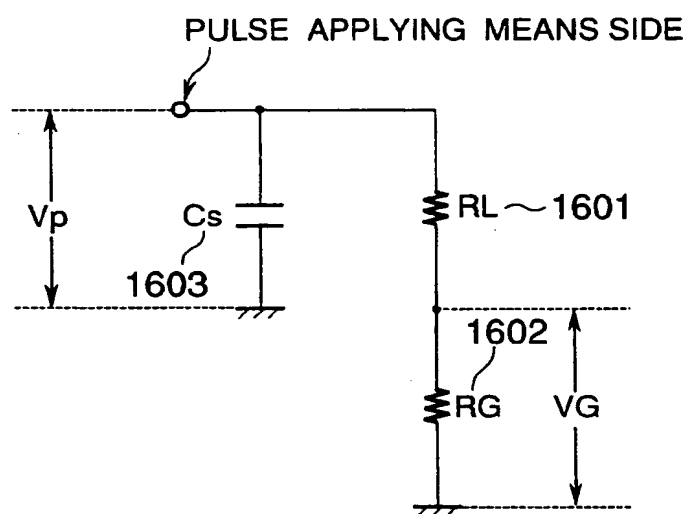 PULSE APPLYING MEANS SIDE
Vp
Cs
1603
RL 1601
1602
RG
VG